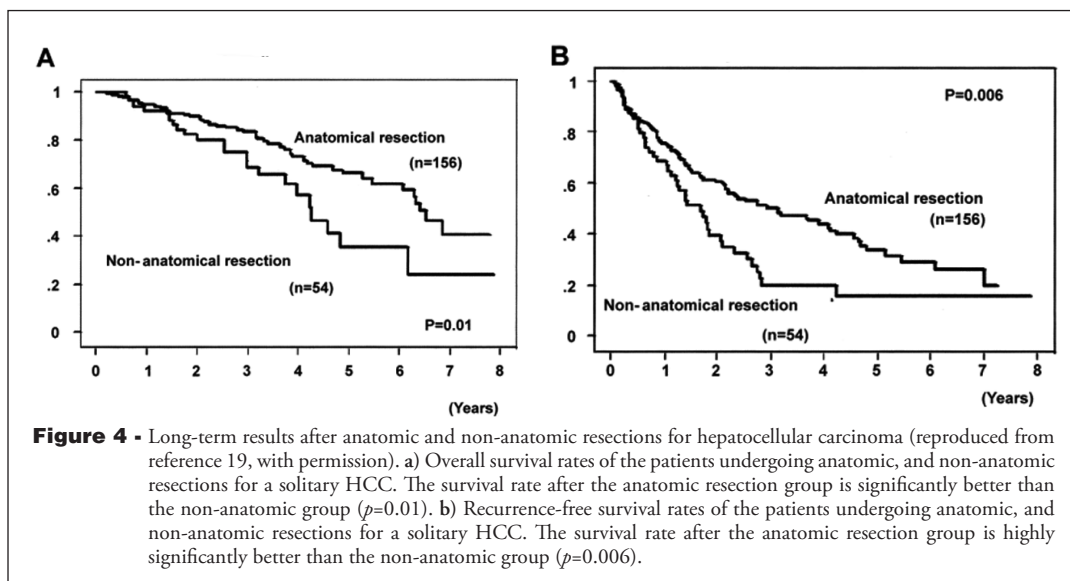 A
1
.8
.6
.4
.2
0
Anatomical resection
(n=156)
Non-anatomical resection
(n=54)
P=0.01
0 1 2 3 4 5 6 7 8
(Years)
B
1
.8
.6
.4
.2
0
P=0.006
Anatomical resection
(n=156)
Non-anatomical resection
(n=54)
0 1 2 3 4 5 6 7 8
(Years)
Figure 4 - Long-term results after anatomic and non-anatomic resections for hepatocellular carcinoma (reproduced from
reference 19, with permission). a) Overall survival rates of the patients undergoing anatomic, and non-anatomic
resections for a solitary HCC. The survival rate after the anatomic resection group is significantly better than
the non-anatomic group (p=0.01). b) Recurrence-free survival rates of the patients undergoing anatomic, and
non-anatomic resections for a solitary HCC. The survival rate after the anatomic resection group is highly
significantly better than the non-anatomic group (p=0.006).